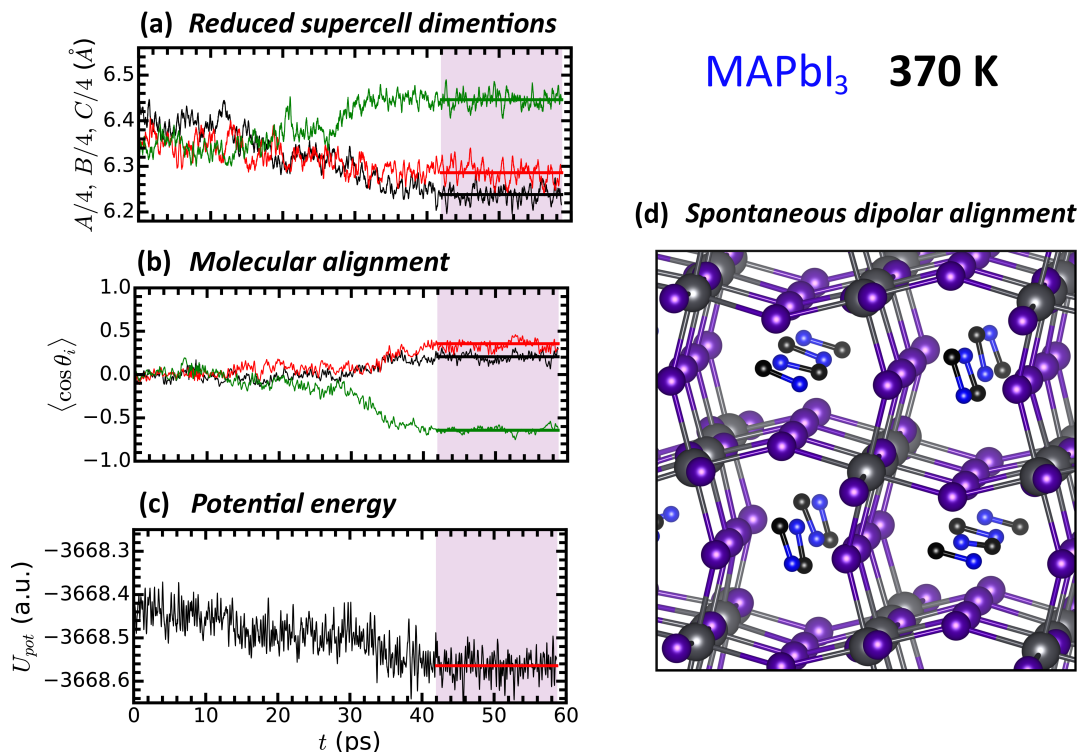 (a) Reduced supercell dimentions
A/4, B/4, C/4 (Å)
6.5
6.4
6.3
6.2
MAPbI₃ 370 K
(b) Molecular alignment
⟨cos θᵢ⟩
1.0
0.5
0.0
−0.5
−1.0
(c) Potential energy
U_pot (a.u.)
−3668.3
−3668.4
−3668.5
−3668.6
0 10 20 30 40 50 60
t (ps)
(d) Spontaneous dipolar alignment